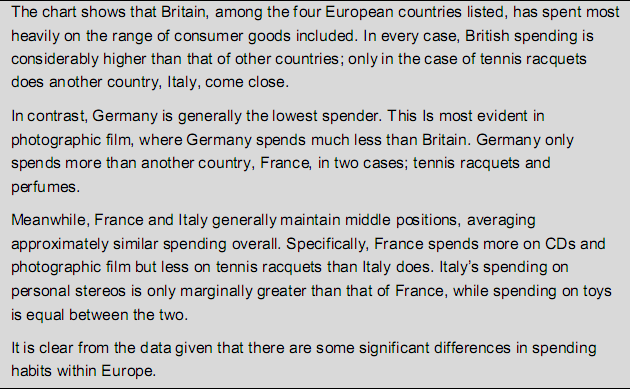 The chart shows that Britain, among the four European countries listed, has spent most
heavily on the range of consumer goods included. In every case, British spending is
considerably higher than that of other countries; only in the case of tennis racquets
does another country, Italy, come close.
In contrast, Germany is generally the lowest spender. This Is most evident in
photographic film, where Germany spends much less than Britain. Germany only
spends more than another country, France, in two cases; tennis racquets and
perfumes.
Meanwhile, France and Italy generally maintain middle positions, averaging
approximately similar spending overall. Specifically, France spends more on CDs and
photographic film but less on tennis racquets than Italy does. Italy's spending on
personal stereos is only marginally greater than that of France, while spending on toys
is equal between the two.
It is clear from the data given that there are some significant differences in spending
habits within Europe.